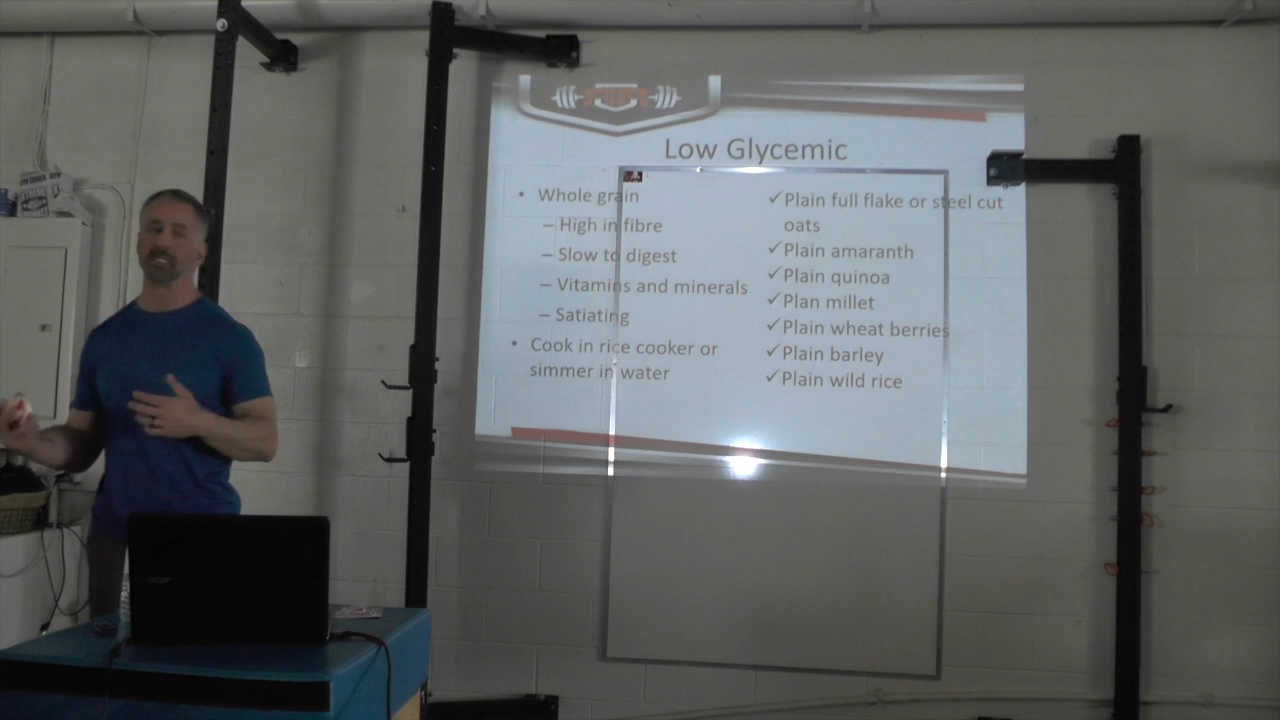 Low Glycemic
• Whole grain
– High in fibre
– Slow to digest
– Vitamins and minerals
– Satiating
• Cook in rice cooker or
simmer in water
✓Plain full flake or steel cut
oats
✓Plain amaranth
✓Plain quinoa
✓Plan millet
✓Plain wheat berries
✓Plain barley
✓Plain wild rice